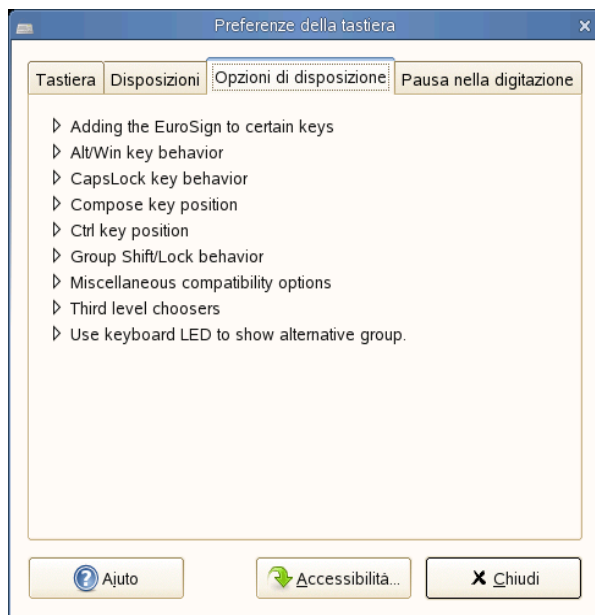 Preferenze della tastiera
Tastiera Disposizioni Opzioni di disposizione Pausa nella digitazione
Adding the EuroSign to certain keys
Alt/Win key behavior
CapsLock key behavior
Compose key position
Ctrl key position
Group Shift/Lock behavior
Miscellaneous compatibility options
Third level choosers
Use keyboard LED to show alternative group.
Aiuto Accessibilità... Chiudi